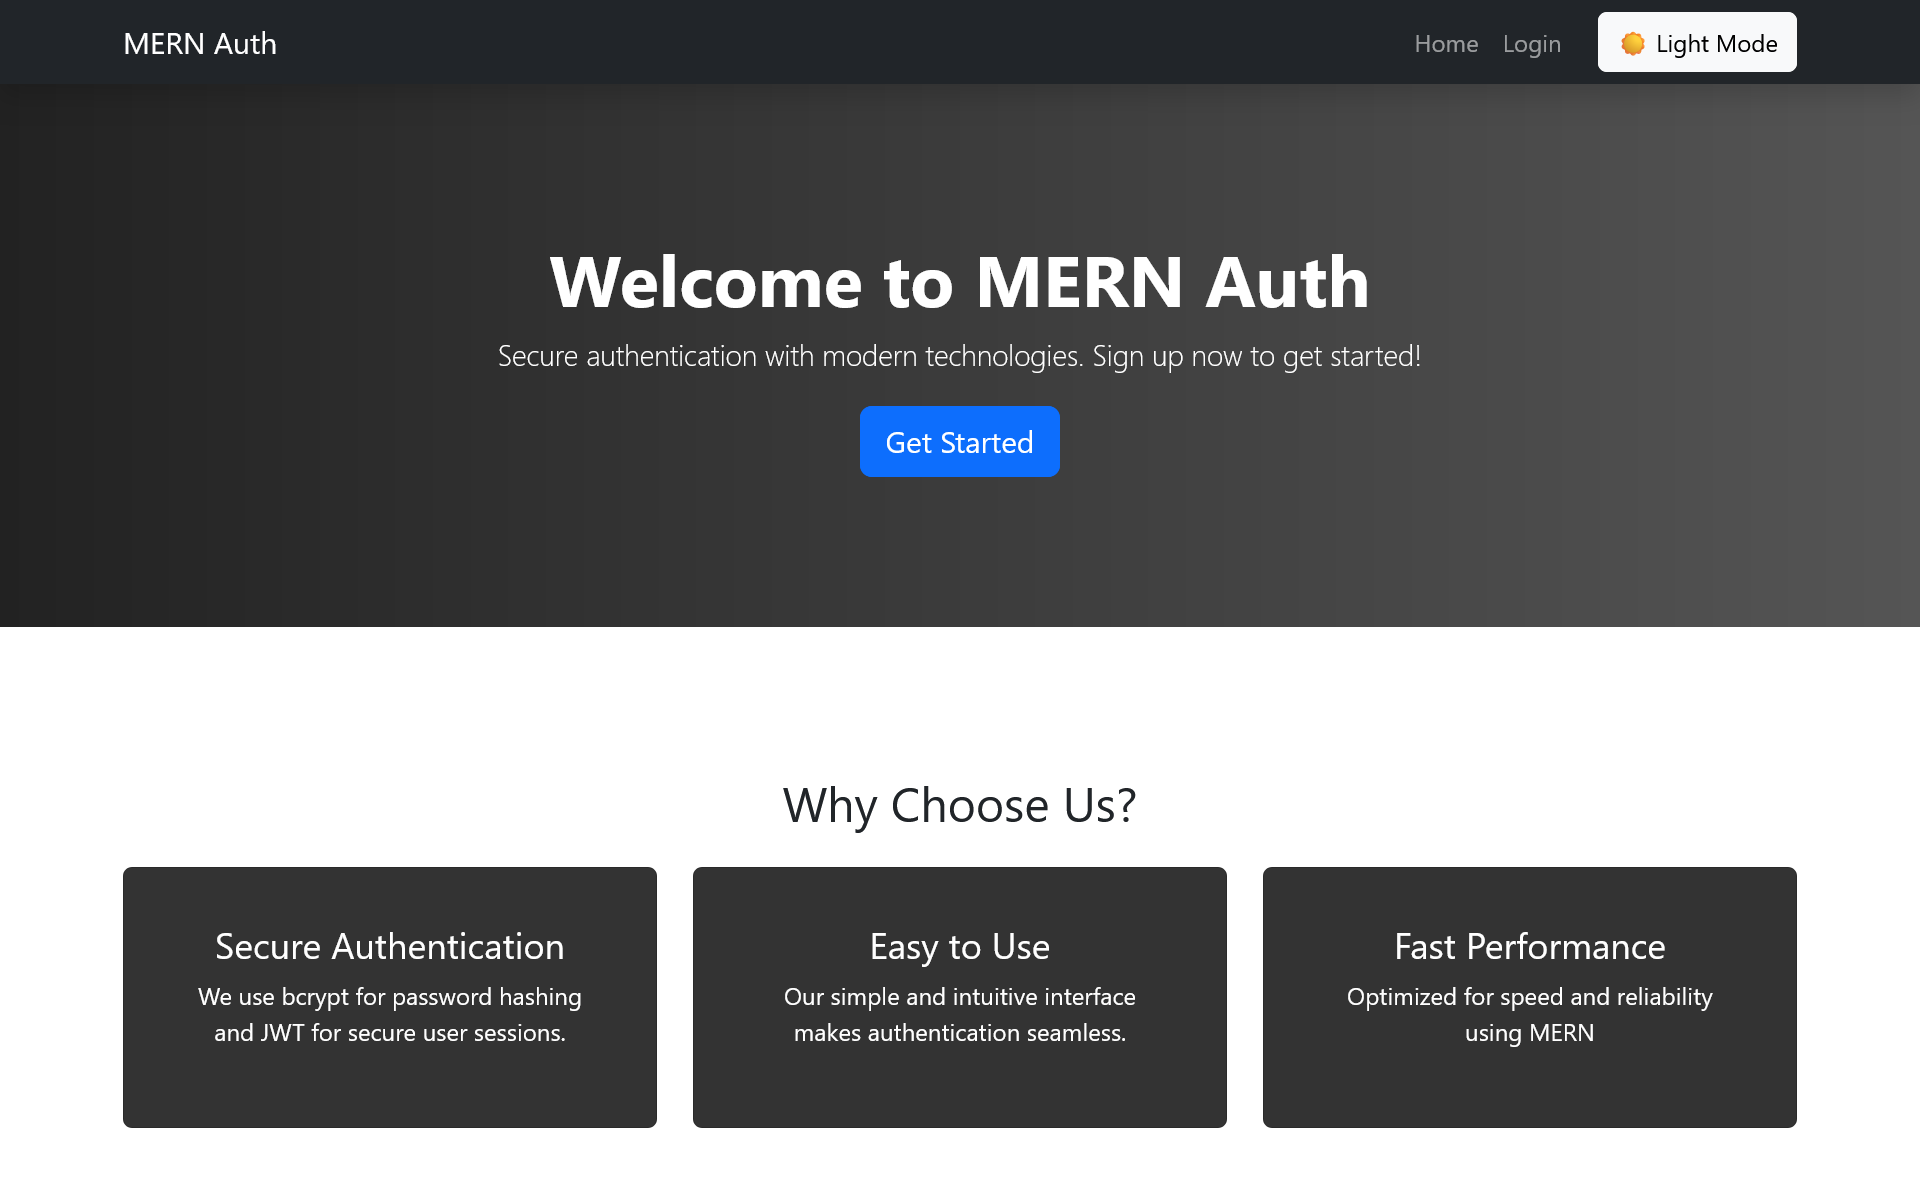 MERN Auth
Home
Login
Light Mode
Welcome to MERN Auth
Secure authentication with modern technologies. Sign up now to get started!
Get Started
Why Choose Us?
Secure Authentication
We use bcrypt for password hashing
and JWT for secure user sessions.
Easy to Use
Our simple and intuitive interface
makes authentication seamless.
Fast Performance
Optimized for speed and reliability
using MERN